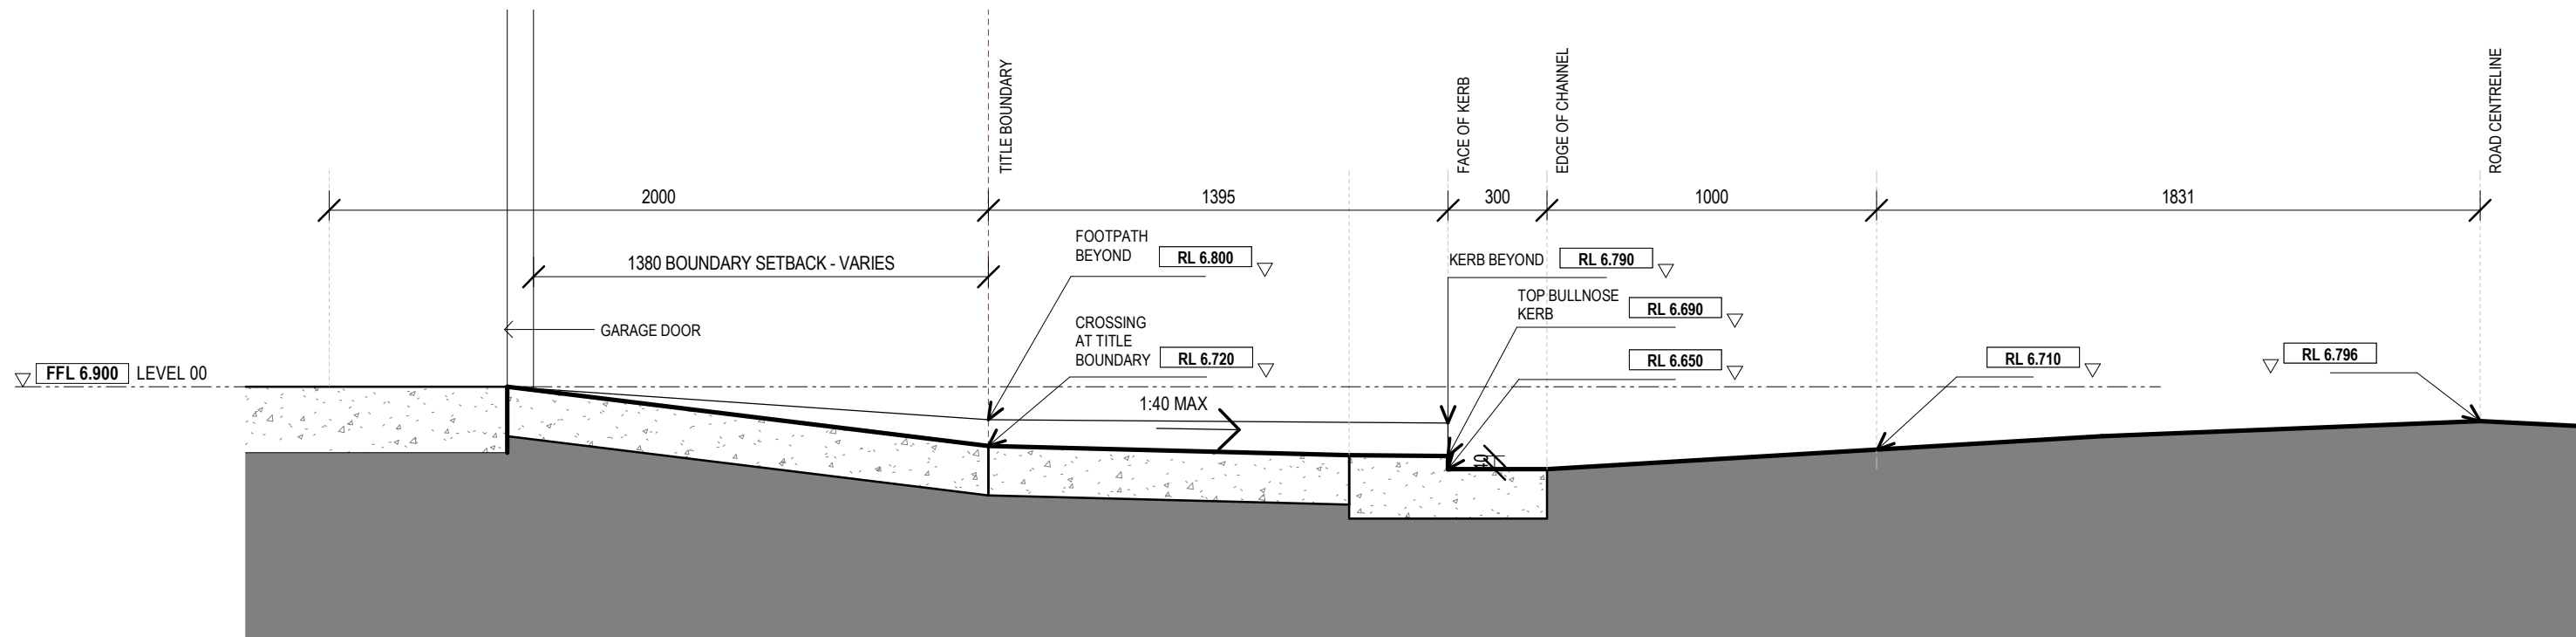 TITLE BOUNDARY
FACE OF KERB
EDGE OF CHANNEL
ROAD CENTRELINE
2000
1395
300
1000
1831
1380 BOUNDARY SETBACK - VARIES
FOOTPATH
BEYOND
RL 6.800
KERB BEYOND
RL 6.790
TOP BULLNOSE
KERB
RL 6.690
GARAGE DOOR
CROSSING
AT TITLE
BOUNDARY
RL 6.720
RL 6.650
RL 6.710
RL 6.796
FFL 6.900
LEVEL 00
1:40 MAX
40